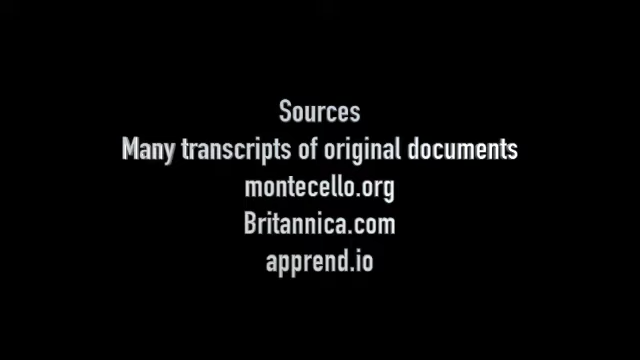 Sources
Many transcripts of original documents
montecello.org
Britannica.com
apprend.io